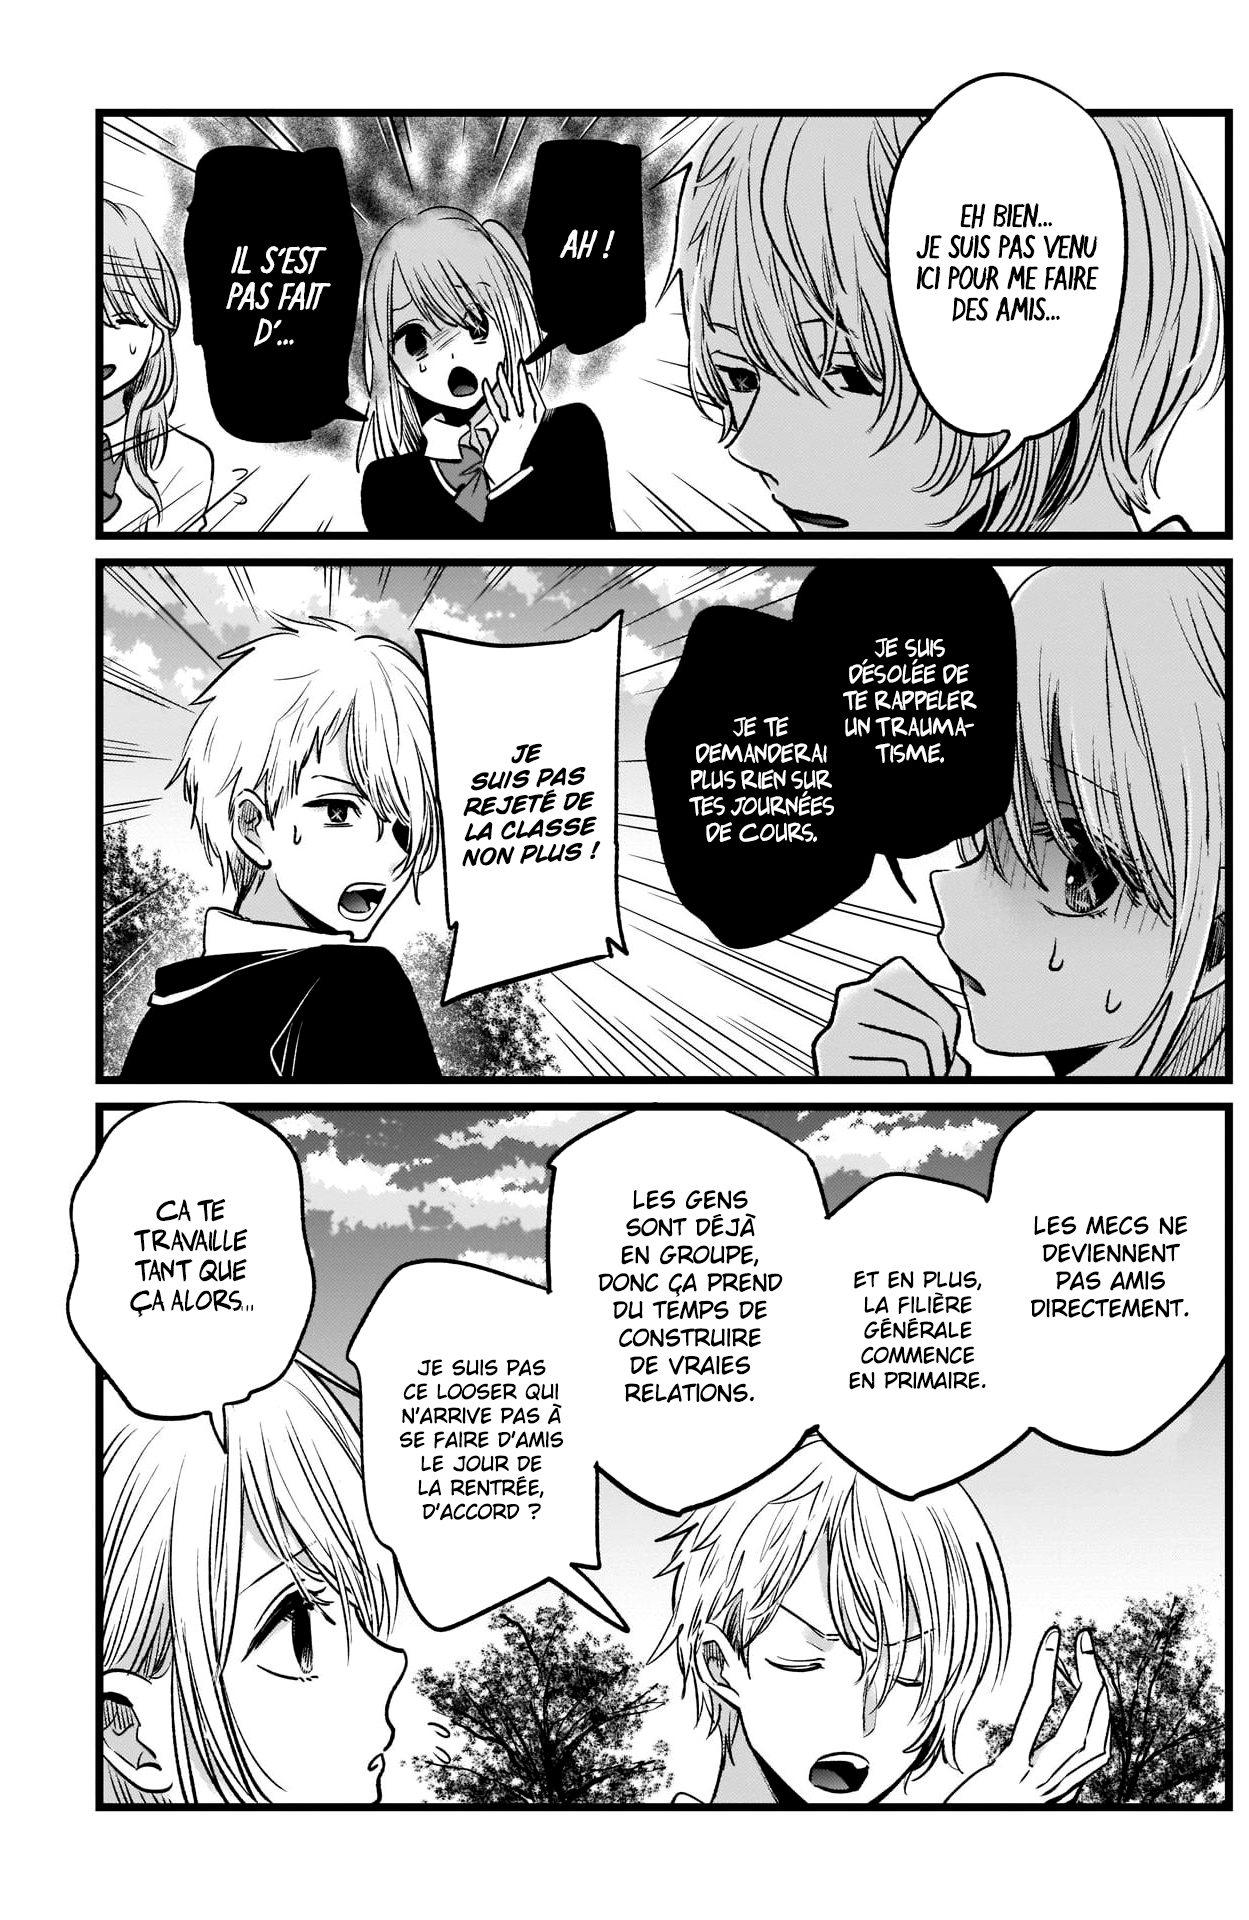 EH BIEN...
JE SUIS PAS VENU
ICI POUR ME FAIRE
DES AMIS...
AH !
IL S'EST
PAS FAIT
D'...
JE SUIS
DÉSOLÉE DE
TE RAPPELER
UN TRAUMA-
TISME.
JE TE
DEMANDERAI
PLUS RIEN SUR
TES JOURNÉES
DE COURS.
JE
SUIS PAS
REJETÉ DE
LA CLASSE
NON PLUS !
LES MECS NE
DEVIENNENT
PAS AMIS
DIRECTEMENT.
ET EN PLUS,
LA FILIÈRE
GÉNÉRALE
COMMENCE
EN PRIMAIRE.
LES GENS
SONT DÉJÀ
EN GROUPE,
DONC ÇA PREND
DU TEMPS DE
CONSTRUIRE
DE VRAIES
RELATIONS.
JE SUIS PAS
CE LOOSER QUI
N'ARRIVE PAS À
SE FAIRE D'AMIS
LE JOUR DE
LA RENTRÉE,
D'ACCORD ?
CA TE
TRAVAILLE
TANT QUE
ÇA ALORS...